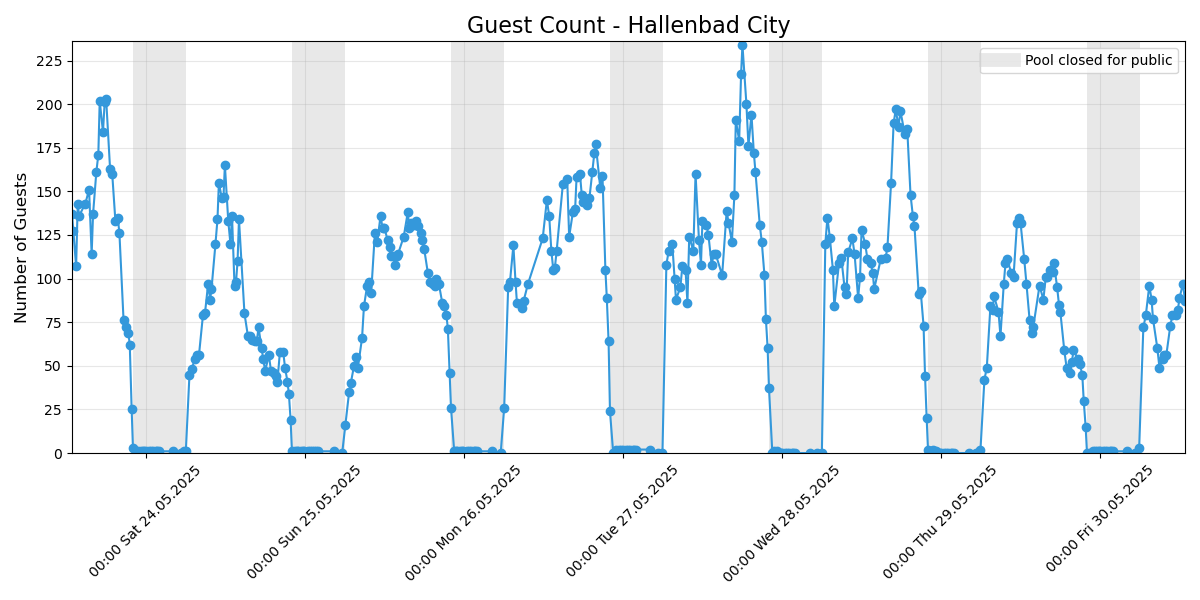 Guest Count - Hallenbad City
Pool closed for public
Number of Guests
225
200
175
150
125
100
75
50
25
0
00:00 Sat 24.05.2025
00:00 Sun 25.05.2025
00:00 Mon 26.05.2025
00:00 Tue 27.05.2025
00:00 Wed 28.05.2025
00:00 Thu 29.05.2025
00:00 Fri 30.05.2025